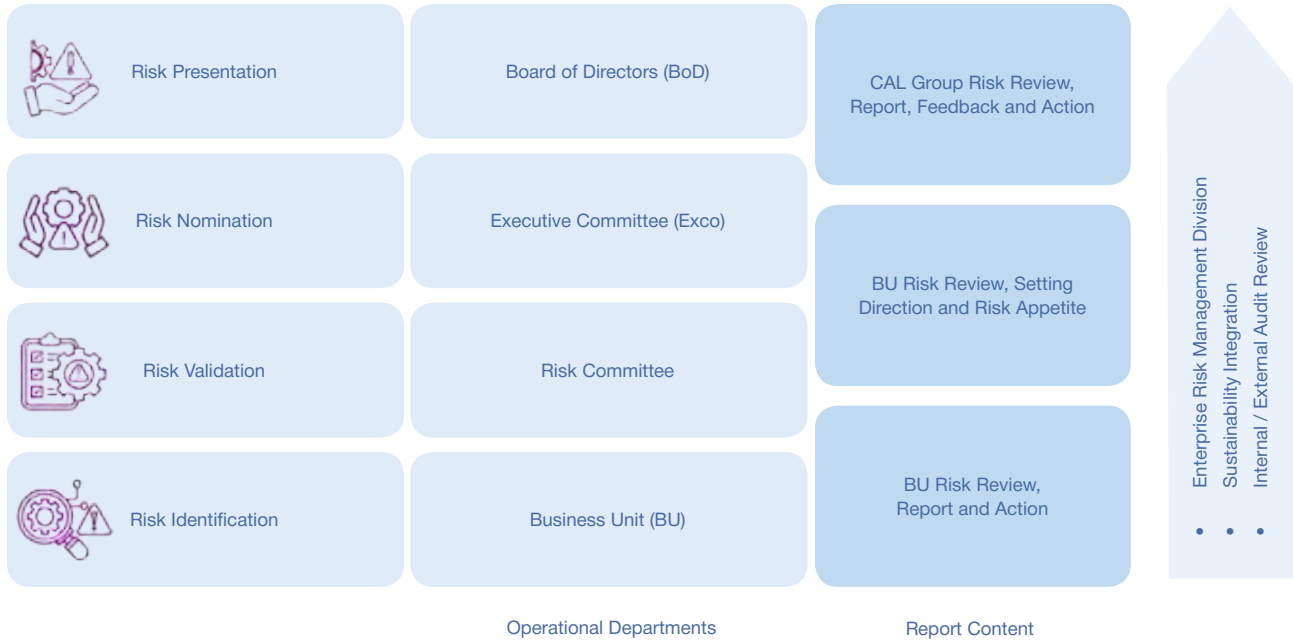 Risk Presentation
Board of Directors (BoD)
CAL Group Risk Review,
Report, Feedback and Action
Risk Nomination
Executive Committee (Exco)
BU Risk Review, Setting
Direction and Risk Appetite
Risk Validation
Risk Committee
Risk Identification
Business Unit (BU)
BU Risk Review,
Report and Action
• Enterprise Risk Management Division
• Sustainability Integration
• Internal / External Audit Review
Operational Departments
Report Content